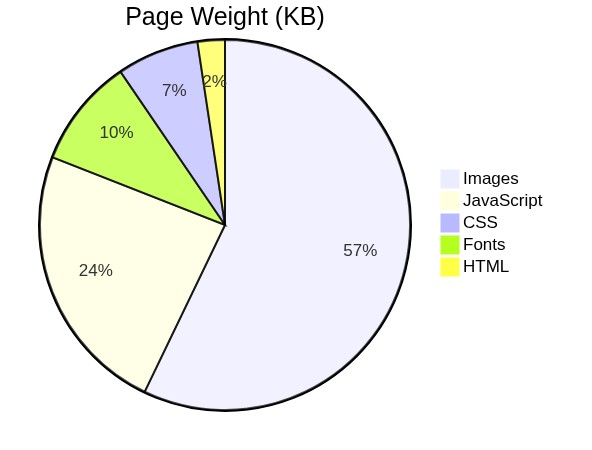 Page Weight (KB)
2%
7%
10%
57%
24%
Images
JavaScript
CSS
Fonts
HTML